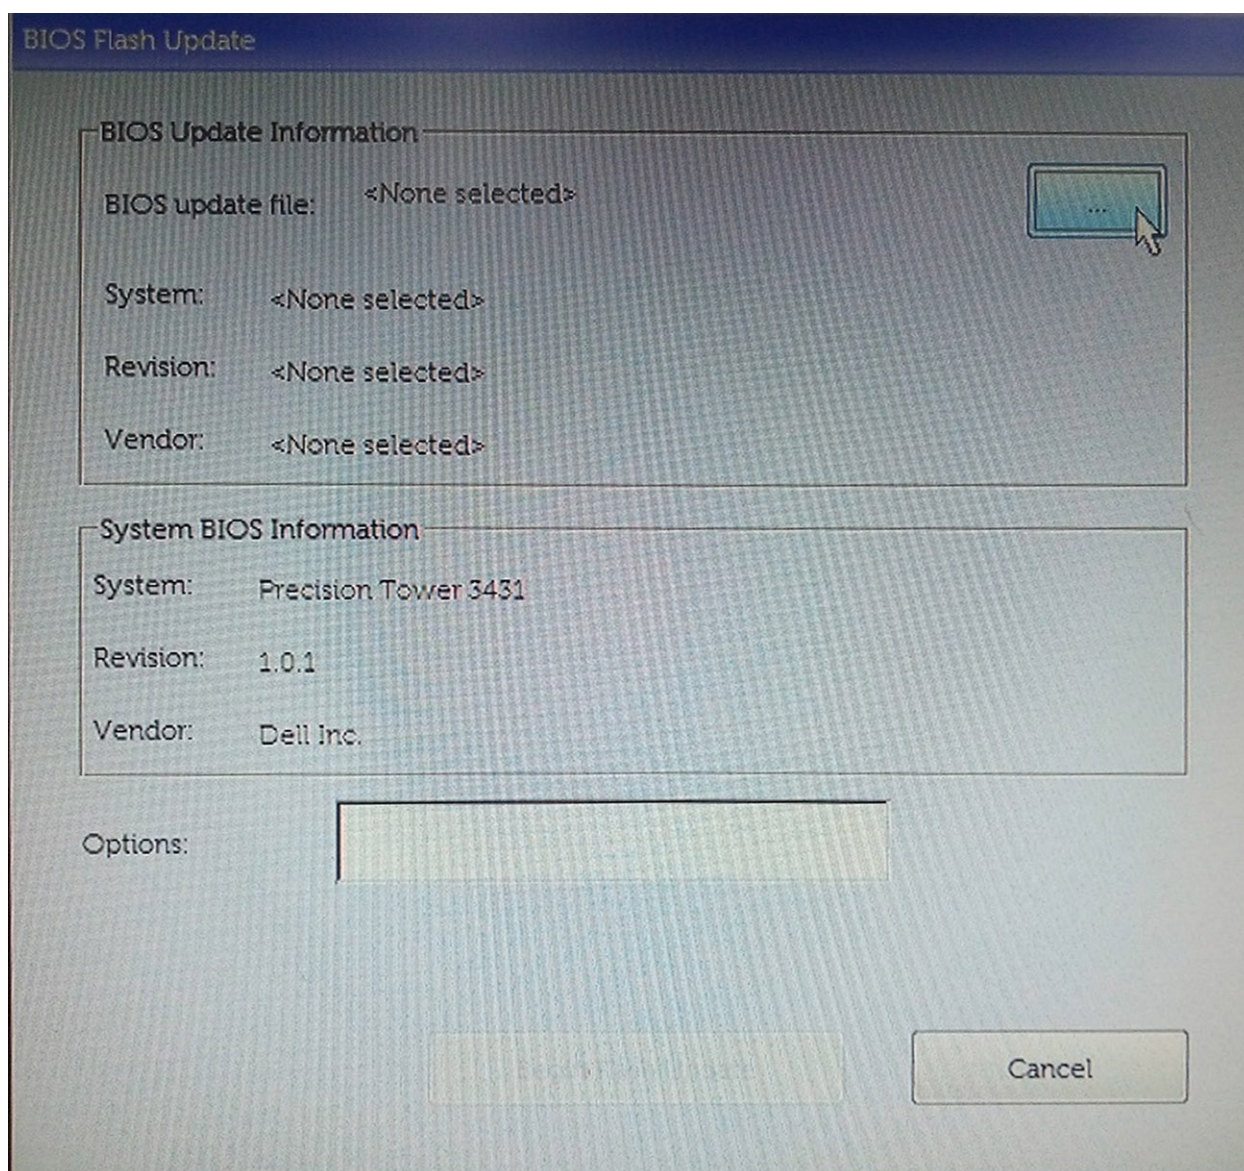 BIOS Flash Update
BIOS Update Information
BIOS update file: <None selected>
...
System: <None selected>
Revision: <None selected>
Vendor: <None selected>
System BIOS Information
System: Precision Tower 3431
Revision: 1.0.1
Vendor: Dell Inc.
Options:
Cancel